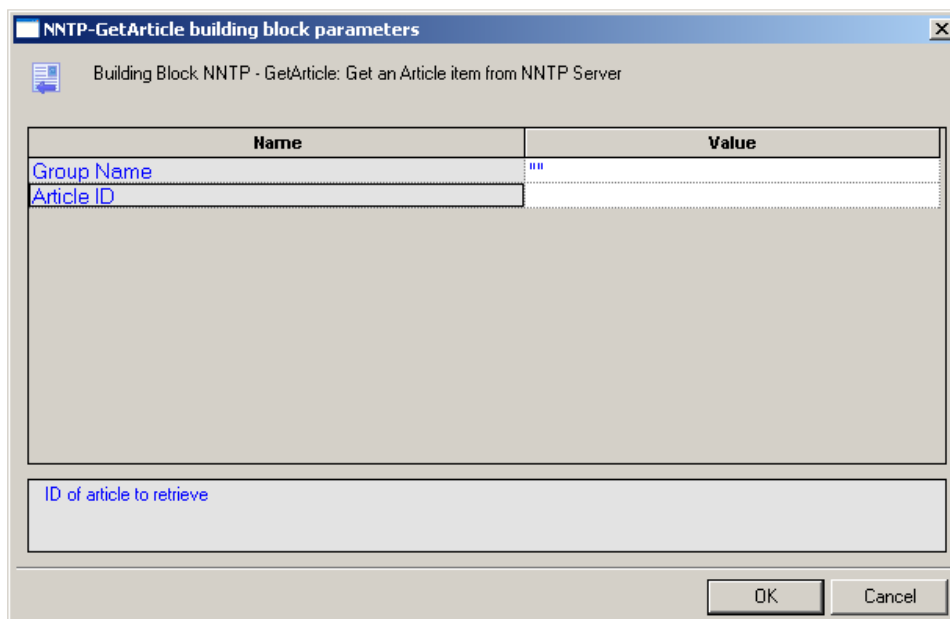 NNTP-GetArticle building block parameters
Building Block NNTP - GetArticle: Get an Article item from NNTP Server
Name Value
Group Name ""
Article ID
ID of article to retrieve
OK Cancel